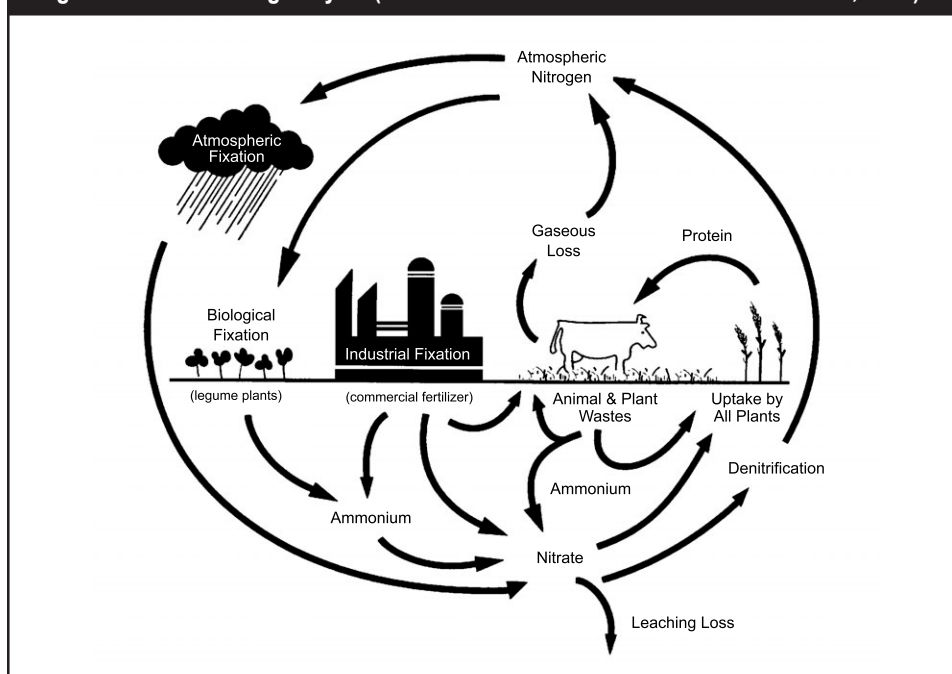 Atmospheric
Nitrogen
Atmospheric
Fixation
Gaseous
Loss
Protein
Biological
Fixation
Industrial Fixation
(legume plants)
(commercial fertilizer)
Animal & Plant
Wastes
Uptake by
All Plants
Denitrification
Ammonium
Ammonium
Nitrate
Leaching Loss